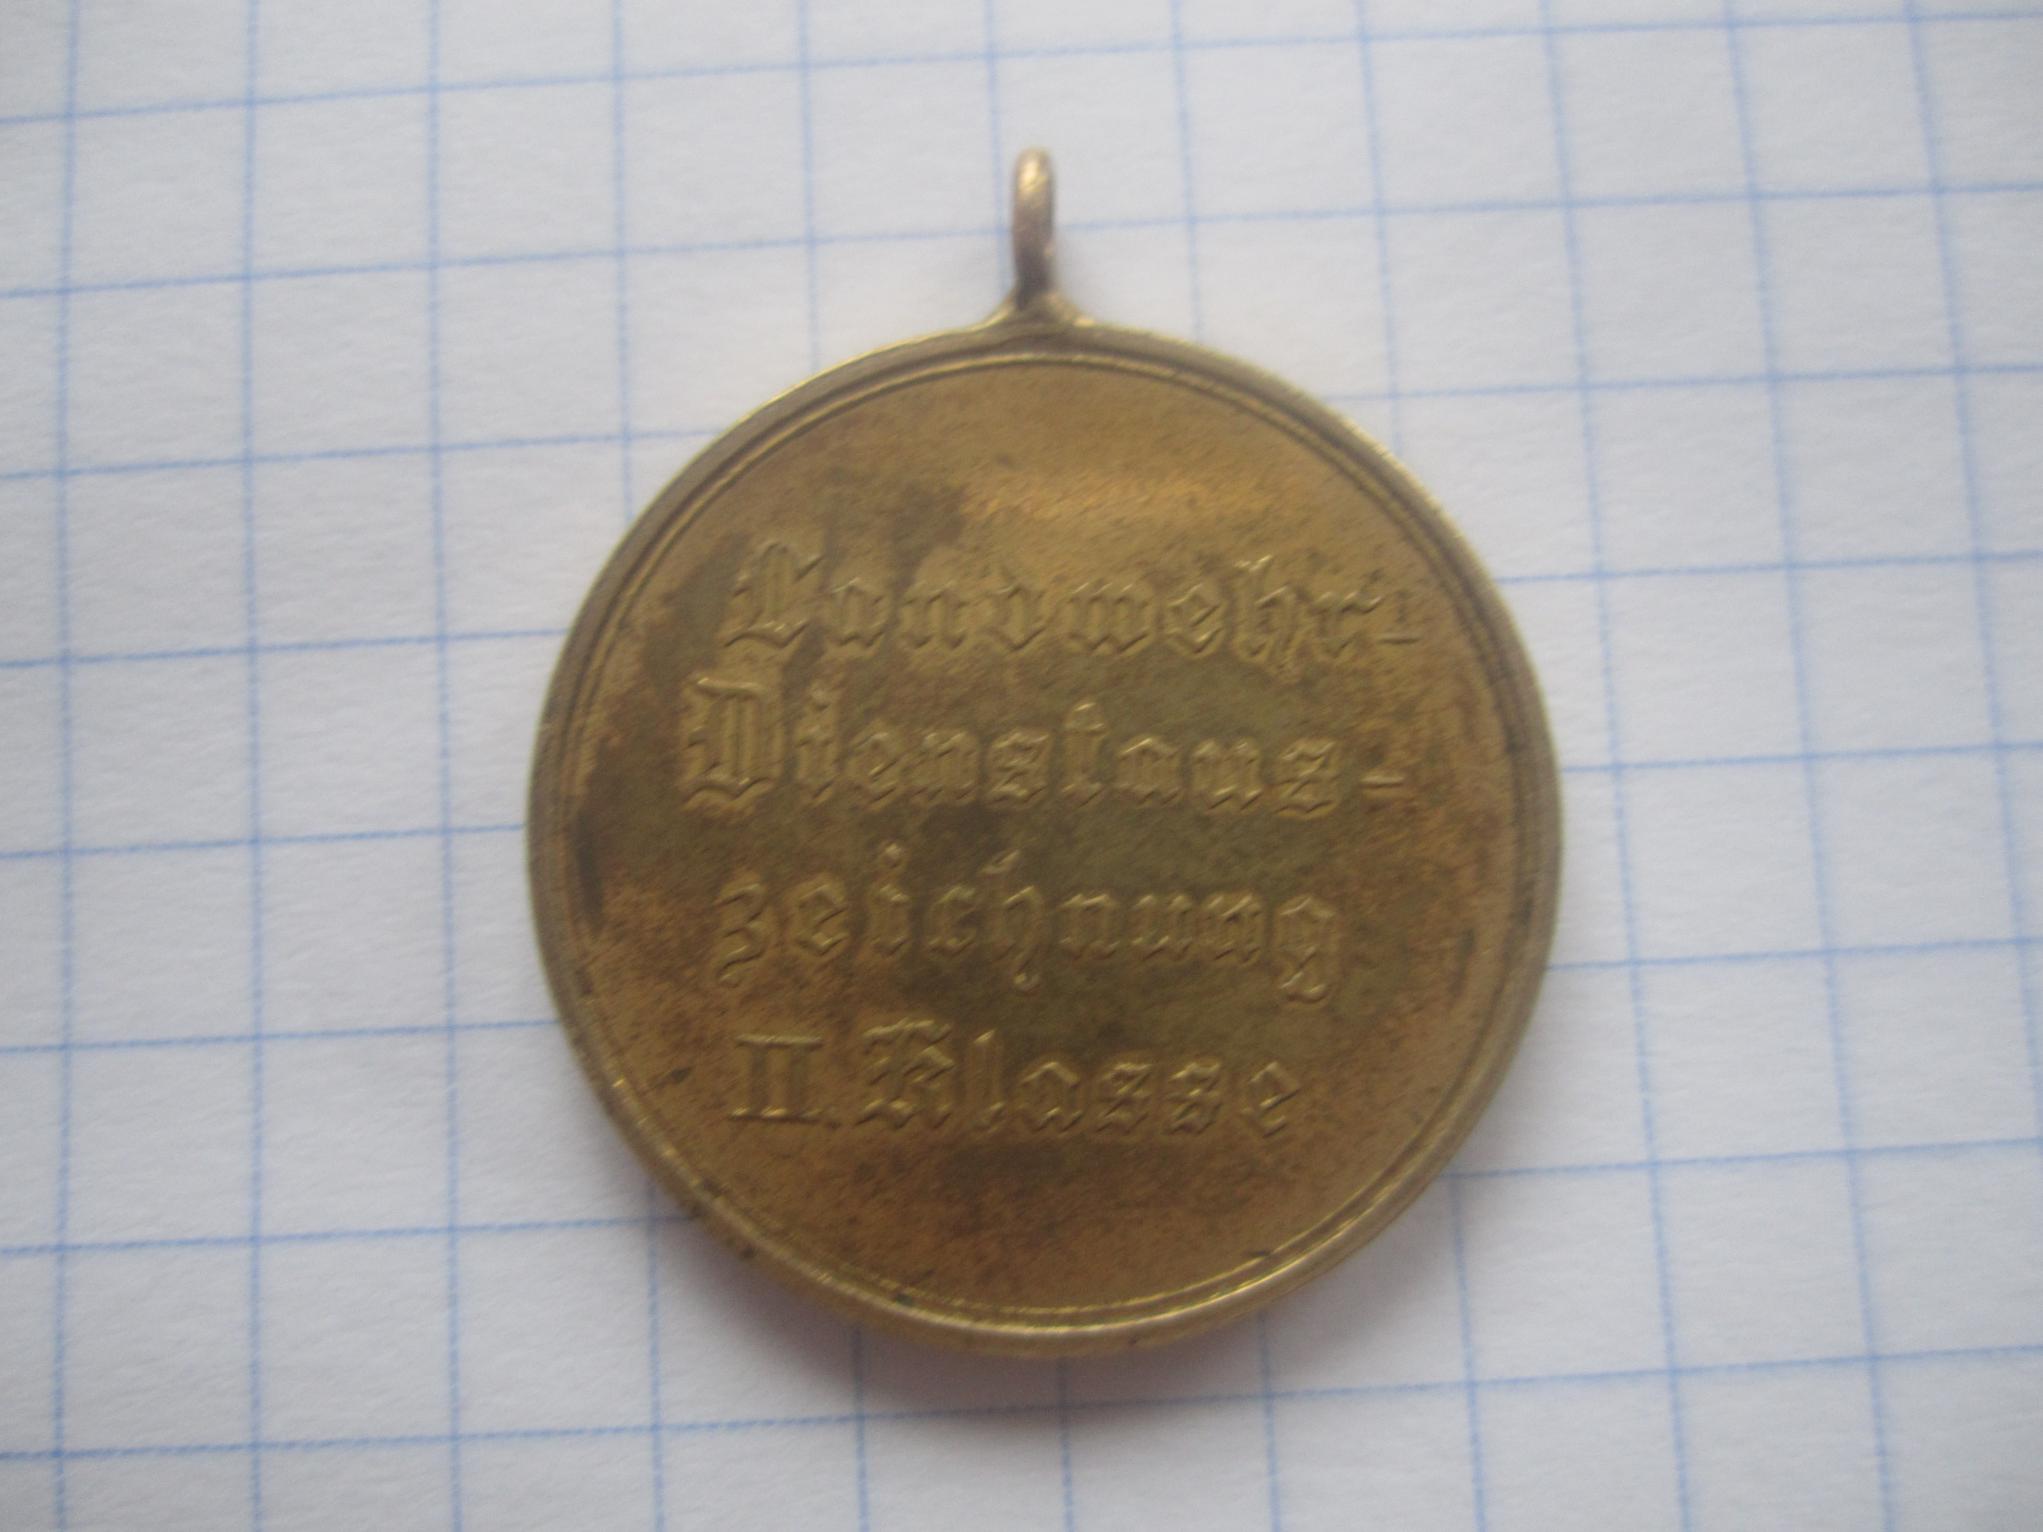 Landwehr-
Dienstaus-
zeichnung
II. Klasse